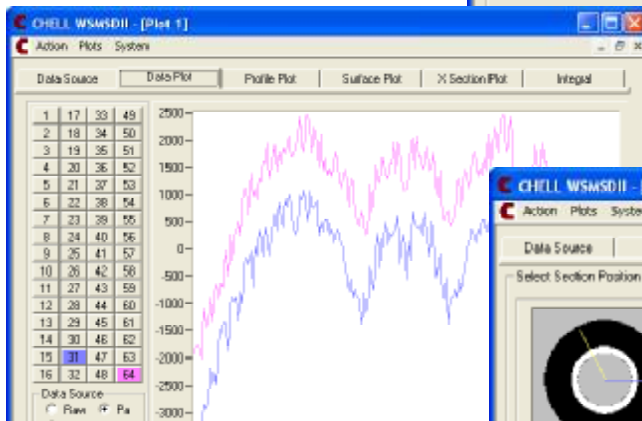 CHELL WSMSDII - [Plot 1]
Action Plots System
Data Source Data Plot Profile Plot Surface Plot X Section Plot Integral
1 17 33 49
2 18 34 50
3 19 35 51
4 20 36 52
5 21 37 53
6 22 38 54
7 23 39 55
8 24 40 56
9 25 41 57
10 26 42 58
11 27 43 59
12 28 44 60
13 29 45 61
14 30 46 62
15 31 47 63
16 32 48 64
Data Source
Raw Pa
2500
2000
1500
1000
500
0
-500
-1000
-1500
-2000
-2500
-3000
CHELL WSMSDII -
Action Plots Syste
Data Source
Select Section Position